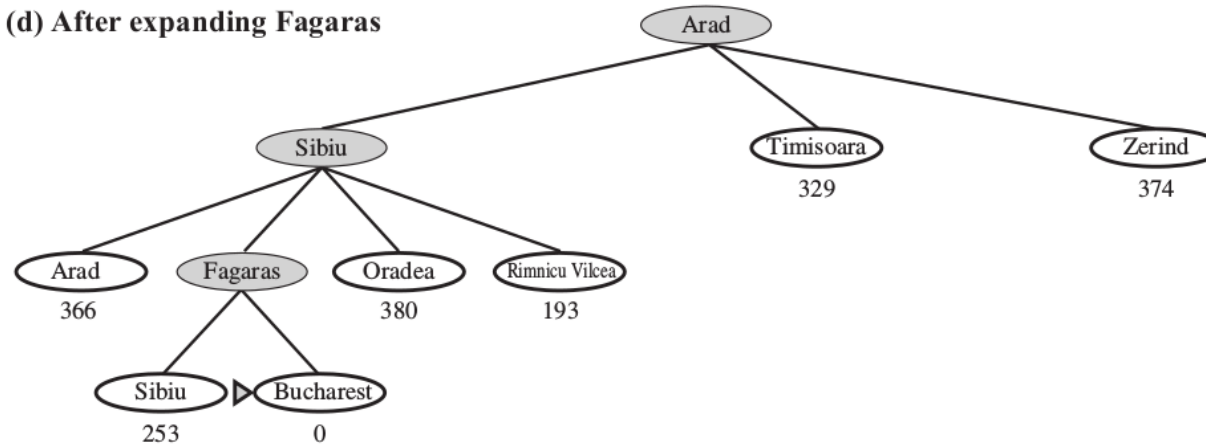 (d) After expanding Fagaras
Arad
Sibiu
Timisoara
Zerind
329
374
Arad
Fagaras
Oradea
Rimnicu Vilcea
366
380
193
Sibiu
Bucharest
253
0